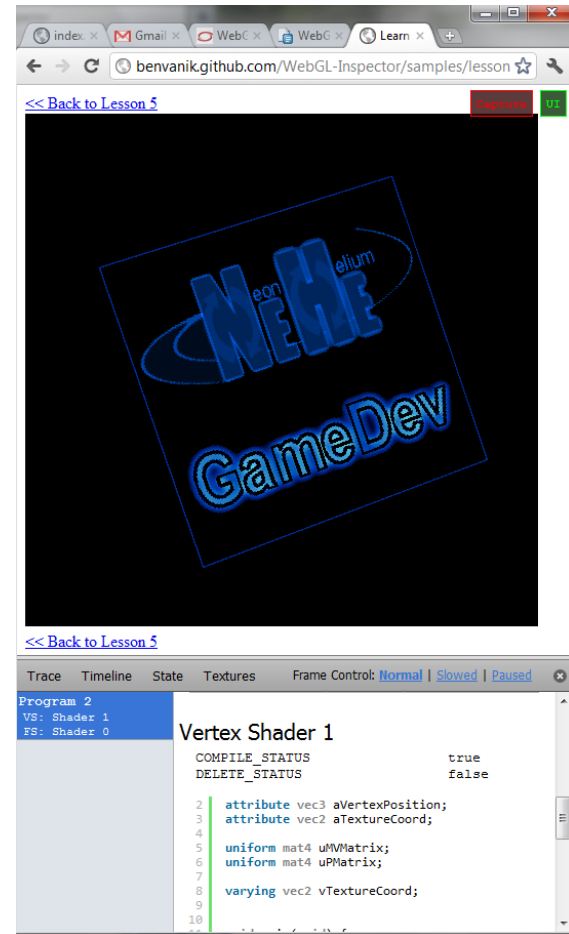 index. Gmail WebG WebG Learn
benvanik.github.com/WebGL-Inspector/samples/lesson
<< Back to Lesson 5
Capture UI
Neon Helium
NEHE
GameDev
<< Back to Lesson 5
Trace Timeline State Textures Frame Control: Normal | Slowed | Paused
Program 2
VS: Shader 1
FS: Shader 0
Vertex Shader 1
COMPILE_STATUS true
DELETE_STATUS false
2 attribute vec3 aVertexPosition;
3 attribute vec2 aTextureCoord;
4
5 uniform mat4 uMVMatrix;
6 uniform mat4 uPMatrix;
7
8 varying vec2 vTextureCoord;
9
10